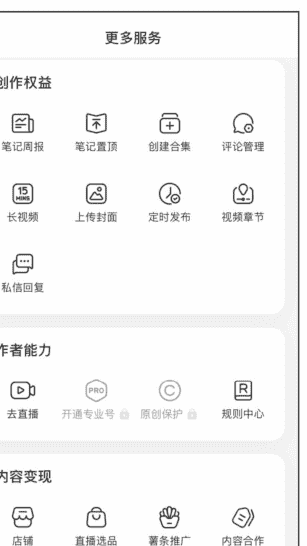 更多服务
创作权益
笔记周报 笔记置顶 创建合集 评论管理
15
MINS
长视频 上传封面 定时发布 视频章节
私信回复
作者能力
PRO C R
去直播 开通专业号 原创保护 规则中心
内容变现
店铺 直播选品 薯条推广 内容合作